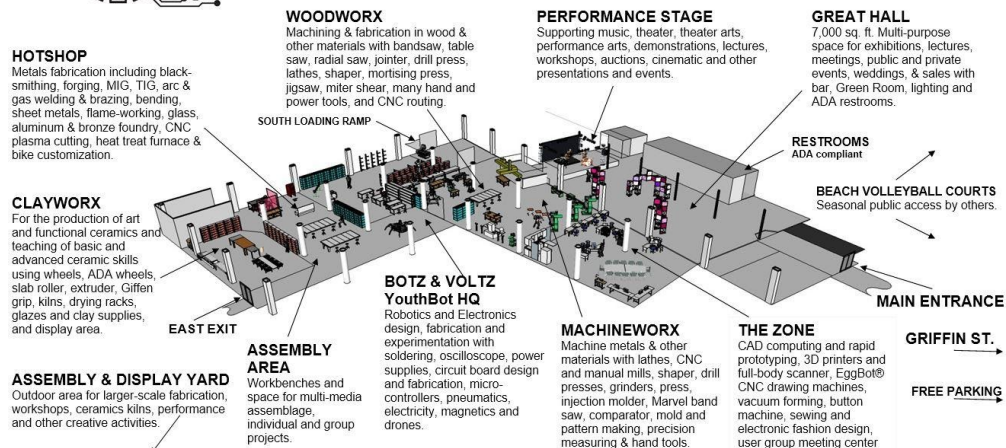 HOTSHOP
Metals fabrication including black-
smithing, forging, MIG, TIG, arc &
gas welding & brazing, bending,
sheet metals, flame-working, glass,
aluminum & bronze foundry, CNC
plasma cutting, heat treat furnace &
bike customization.
WOODWORX
Machining & fabrication in wood &
other materials with bandsaw, table
saw, radial saw, jointer, drill press,
lathes, shaper, mortising press,
jigsaw, miter shear, many hand and
power tools, and CNC routing.
SOUTH LOADING RAMP
PERFORMANCE STAGE
Supporting music, theater, theater arts,
performance arts, demonstrations, lectures,
workshops, auctions, cinematic and other
presentations and events.
GREAT HALL
7,000 sq. ft. Multi-purpose
space for exhibitions, lectures,
meetings, public and private
events, weddings, & sales with
bar, Green Room, lighting and
ADA restrooms.
RESTROOMS
ADA compliant
BEACH VOLLEYBALL COURTS
Seasonal public access by others.
CLAYWORX
For the production of art
and functional ceramics and
teaching of basic and
advanced ceramic skills
using wheels, ADA wheels,
slab roller, extruder, Giffen
grip, kilns, drying racks,
glazes and clay supplies,
and display area.
EAST EXIT
ASSEMBLY & DISPLAY YARD
Outdoor area for larger-scale fabrication,
workshops, ceramics kilns, performance
and other creative activities.
ASSEMBLY
AREA
Workbenches and
space for multi-media
assemblage,
individual and group
projects.
BOTZ & VOLTZ
YouthBot HQ
Robotics and Electronics
design, fabrication and
experimentation with
soldering, oscilloscope, power
supplies, circuit board design
and fabrication, micro-
controllers, pneumatics,
electricity, magnetics and
drones.
MACHINEWORX
Machine metals & other
materials with lathes, CNC
and manual mills, shaper, drill
presses, grinders, press,
injection molder, Marvel band
saw, comparator, mold and
pattern making, precision
measuring & hand tools.
THE ZONE
CAD computing and rapid
prototyping, 3D printers and
full-body scanner, EggBot®
CNC drawing machines,
vacuum forming, button
machine, sewing and
electronic fashion design,
user group meeting center
MAIN ENTRANCE
GRIFFIN ST.
FREE PARKING